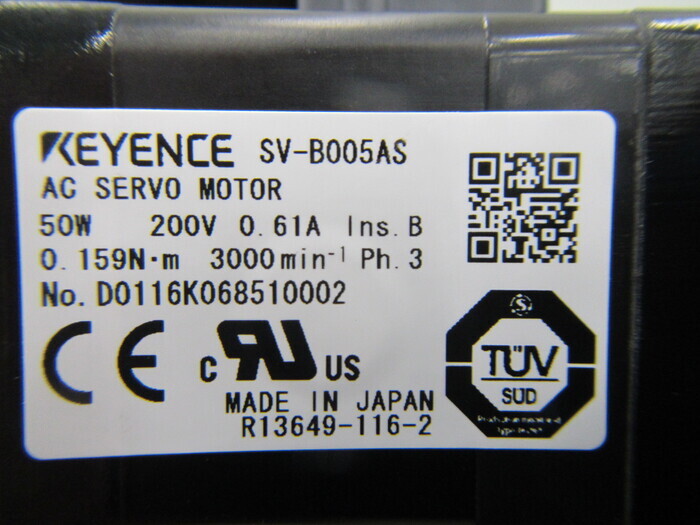 KEYENCE SV-B005AS
AC SERVO MOTOR
50W 200V 0.61A Ins.B
0.159N·m 3000min⁻¹ Ph.3
No. D0116K068510002
CE
c RU US
TÜV
SÜD
MADE IN JAPAN
R13649-116-2